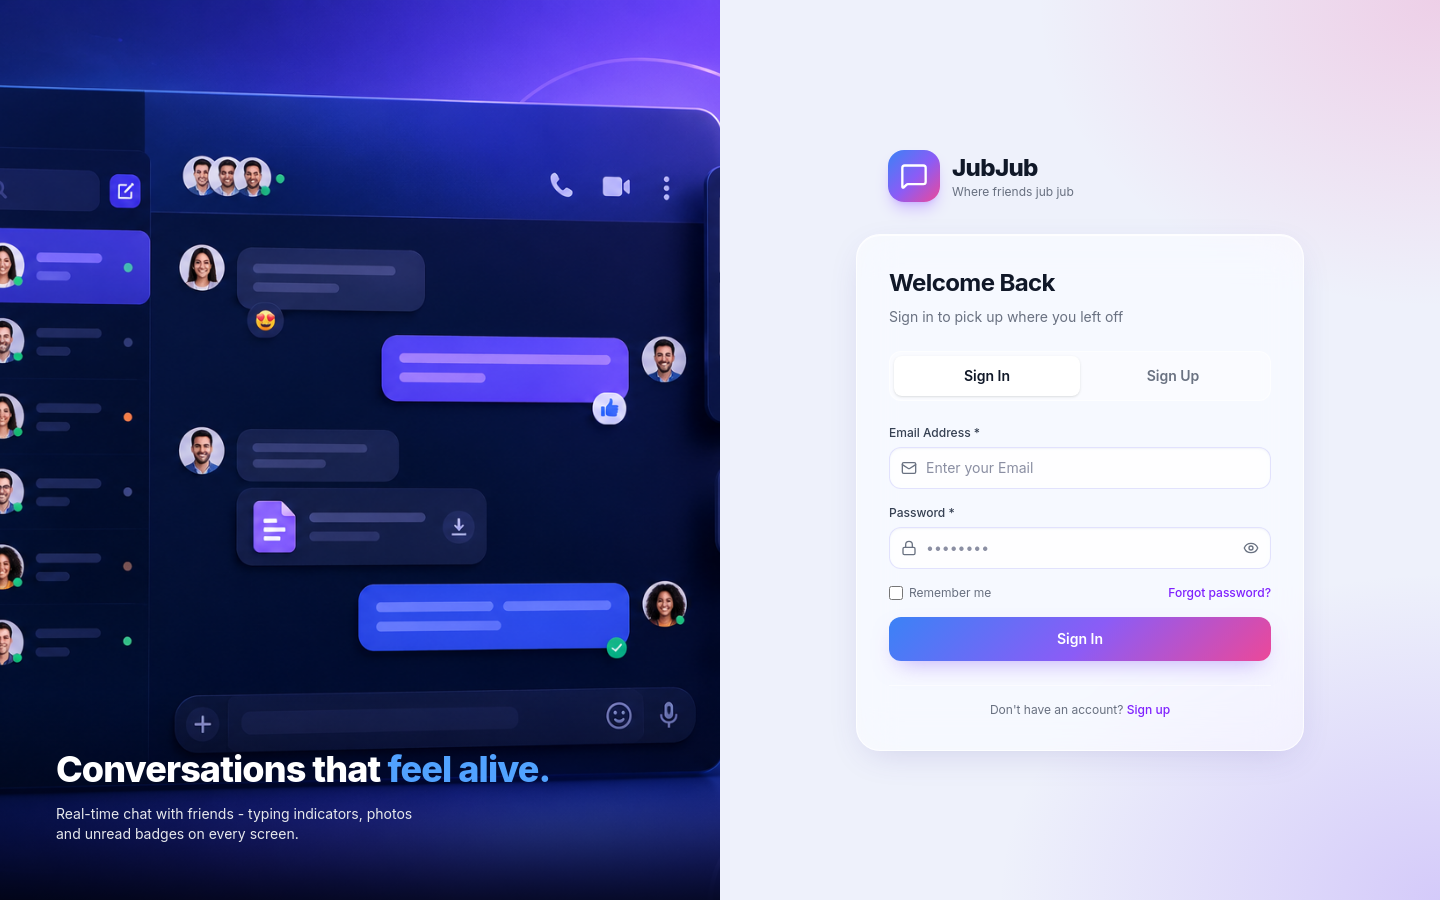 Conversations that feel alive.
Real-time chat with friends - typing indicators, photos
and unread badges on every screen.
JubJub
Where friends jub jub
Welcome Back
Sign in to pick up where you left off
Sign In
Sign Up
Email Address *
Enter your Email
Password *
••••••••
Remember me
Forgot password?
Sign In
Don't have an account? Sign up